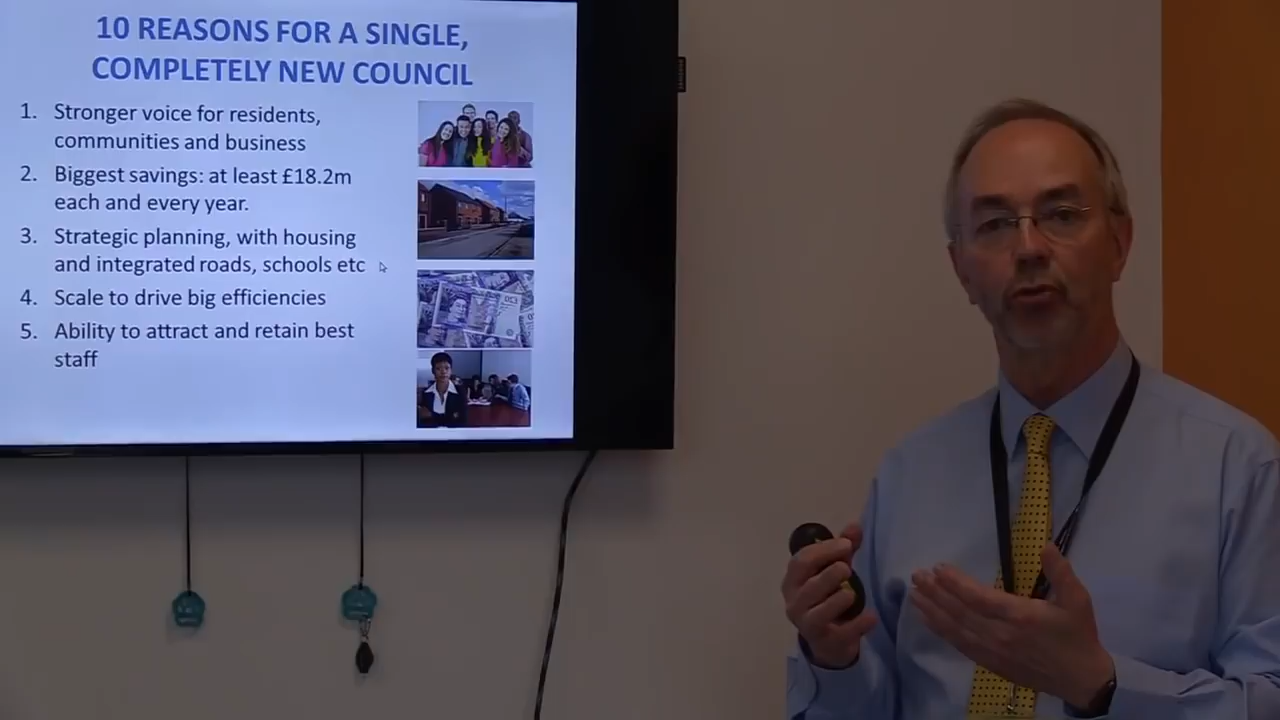 10 REASONS FOR A SINGLE,
COMPLETELY NEW COUNCIL
1. Stronger voice for residents,
communities and business
2. Biggest savings: at least £18.2m
each and every year.
3. Strategic planning, with housing
and integrated roads, schools etc
4. Scale to drive big efficiencies
5. Ability to attract and retain best
staff